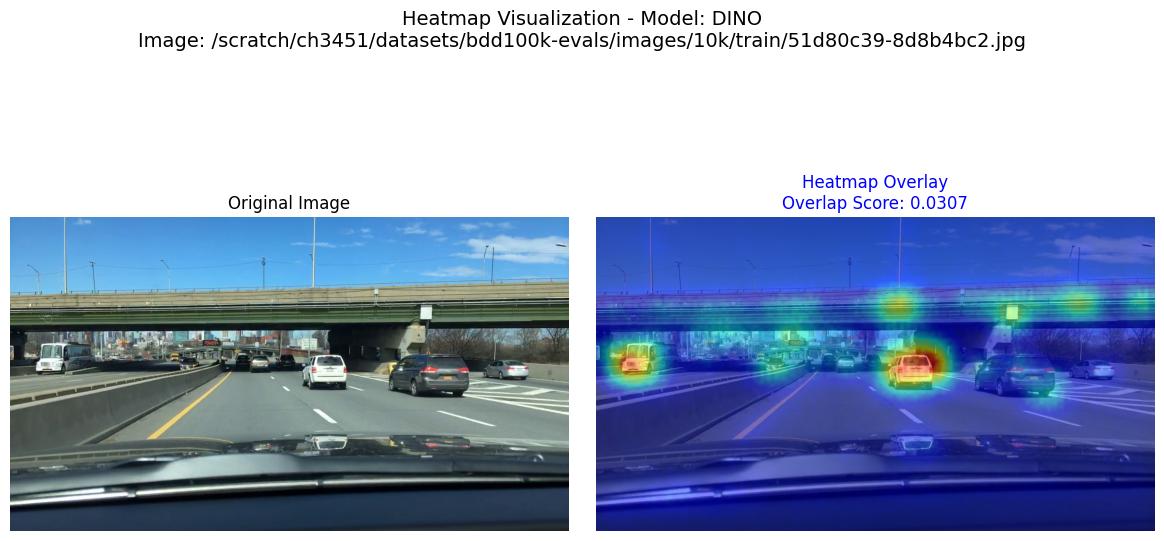 Heatmap Visualization - Model: DINO
Image: /scratch/ch3451/datasets/bdd100k-evals/images/10k/train/51d80c39-8d8b4bc2.jpg
Original Image
Heatmap Overlay
Overlap Score: 0.0307